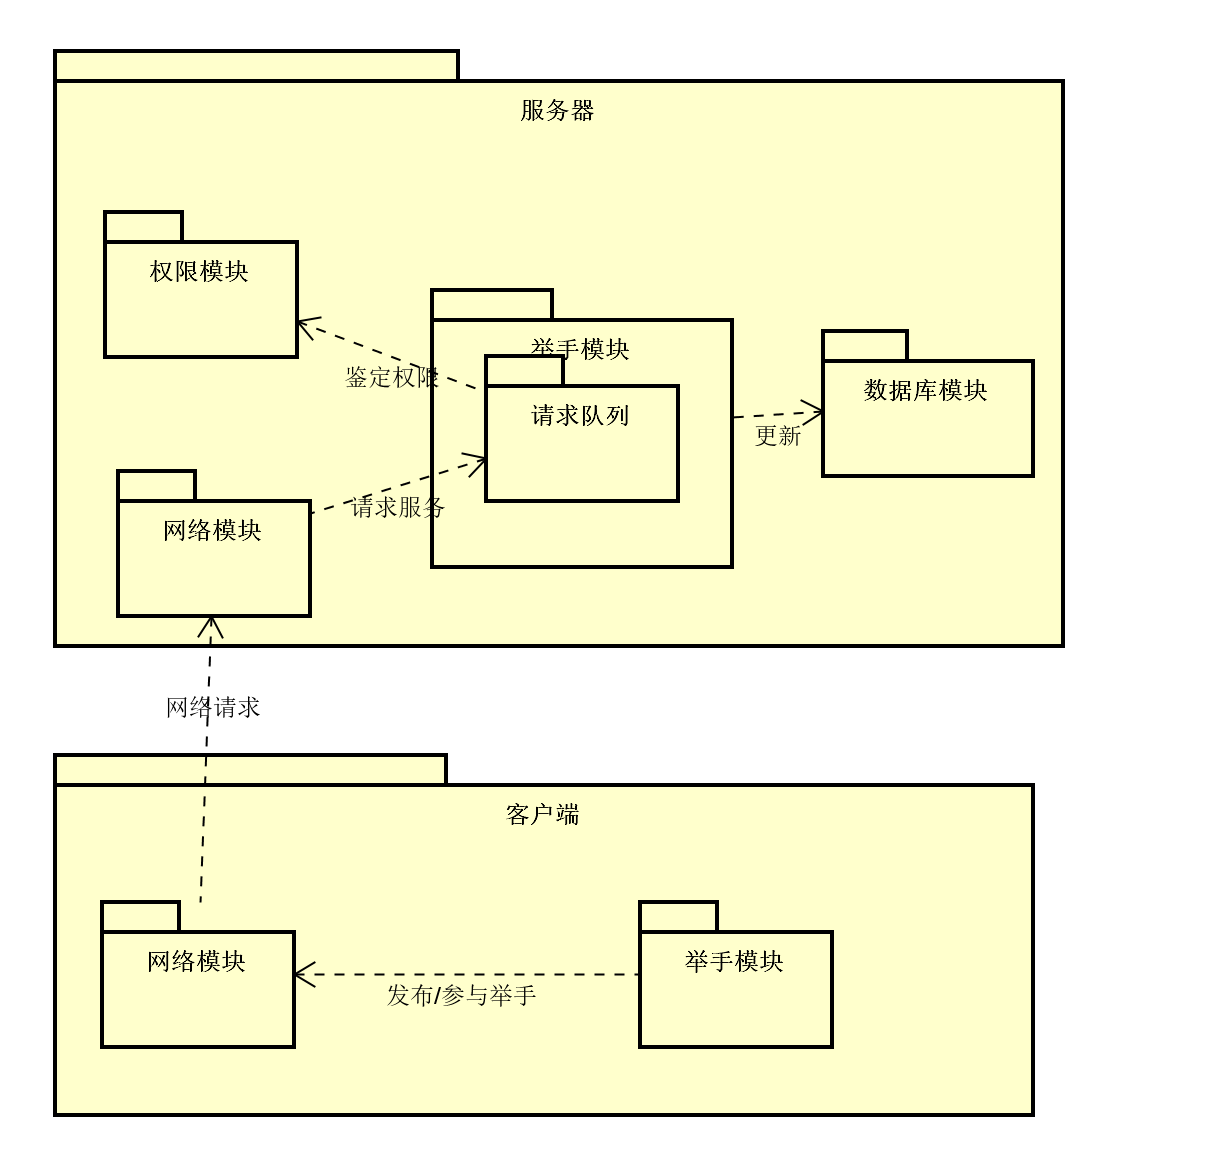 服务器
权限模块
举手模块
鉴定权限
数据库模块
请求队列
更新
请求服务
网络模块
网络请求
客户端
网络模块
举手模块
发布/参与举手